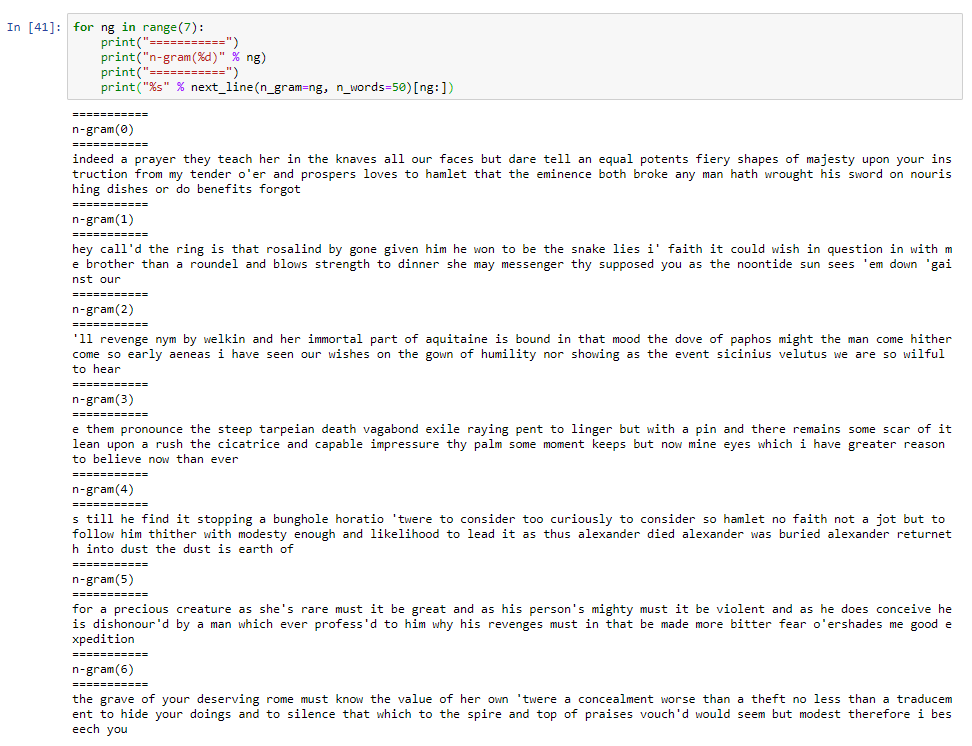 In [41]: for ng in range(7):
print("===========")
print("n-gram(%d)" % ng)
print("===========")
print("%s" % next_line(n_gram=ng, n_words=50)[ng:])
===========
n-gram(0)
===========
indeed a prayer they teach her in the knaves all our faces but dare tell an equal potents fiery shapes of majesty upon your ins
truction from my tender o'er and prospers loves to hamlet that the eminence both broke any man hath wrought his sword on nouris
hing dishes or do benefits forgot
===========
n-gram(1)
===========
hey call'd the ring is that rosalind by gone given him he won to be the snake lies i' faith it could wish in question in with m
e brother than a roundel and blows strength to dinner she may messenger thy supposed you as the noontide sun sees 'em down 'gai
nst our
===========
n-gram(2)
===========
'll revenge nym by welkin and her immortal part of aquitaine is bound in that mood the dove of paphos might the man come hither
come so early aeneas i have seen our wishes on the gown of humility nor showing as the event sicinius velutus we are so wilful
to hear
===========
n-gram(3)
===========
e them pronounce the steep tarpeian death vagabond exile raying pent to linger but with a pin and there remains some scar of it
lean upon a rush the cicatrice and capable impressure thy palm some moment keeps but now mine eyes which i have greater reason
to believe now than ever
===========
n-gram(4)
===========
s till he find it stopping a bunghole horatio 'twere to consider too curiously to consider so hamlet no faith not a jot but to
follow him thither with modesty enough and likelihood to lead it as thus alexander died alexander was buried alexander returnet
h into dust the dust is earth of
===========
n-gram(5)
===========
for a precious creature as she's rare must it be great and as his person's mighty must it be violent and as he does conceive he
is dishonour'd by a man which ever profess'd to him why his revenges must in that be made more bitter fear o'ershades me good e
xpedition
===========
n-gram(6)
===========
the grave of your deserving rome must know the value of her own 'twere a concealment worse than a theft no less than a traducem
ent to hide your doings and to silence that which to the spire and top of praises vouch'd would seem but modest therefore i bes
eech you